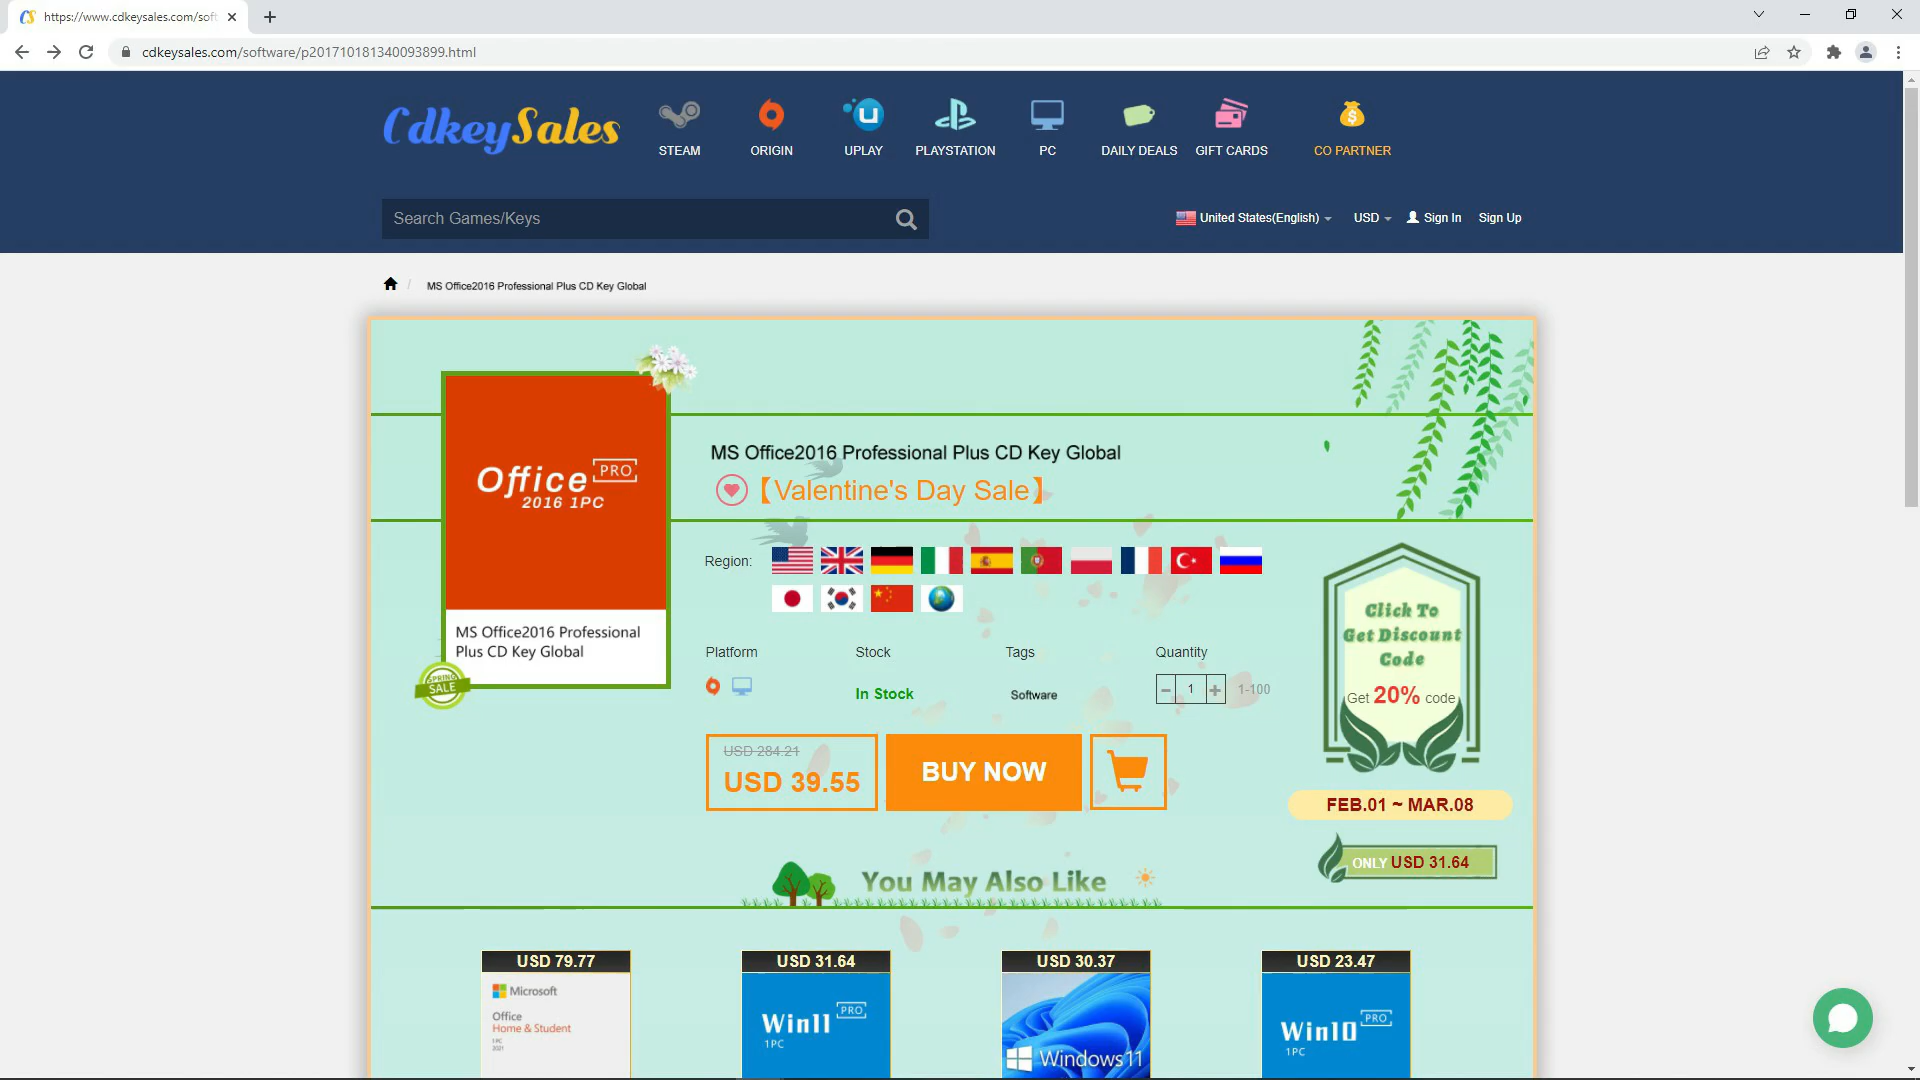 https://www.cdkeysales.com/soft
cdkeysales.com/software/p201710181340093899.html
CdkeySales
STEAM
ORIGIN
UPLAY
PLAYSTATION
PC
DAILY DEALS
GIFT CARDS
CO PARTNER
Search Games/Keys
United States(English)
USD
Sign In
Sign Up
/ MS Office2016 Professional Plus CD Key Global
Office PRO
2016 1PC
MS Office2016 Professional
Plus CD Key Global
SPRING
SALE
MS Office2016 Professional Plus CD Key Global
【Valentine's Day Sale】
Region:
Platform
Stock
Tags
Quantity
In Stock
Software
- 1 +
1-100
USD 284.21
USD 39.55
BUY NOW
Click To
Get Discount
Code
Get 20% code
FEB.01 ~ MAR.08
ONLY USD 31.64
You May Also Like
USD 79.77
Microsoft
Office
Home & Student
1 PC
2021
USD 31.64
Win11 PRO
1PC
USD 30.37
Windows11
USD 23.47
Win10 PRO
1PC